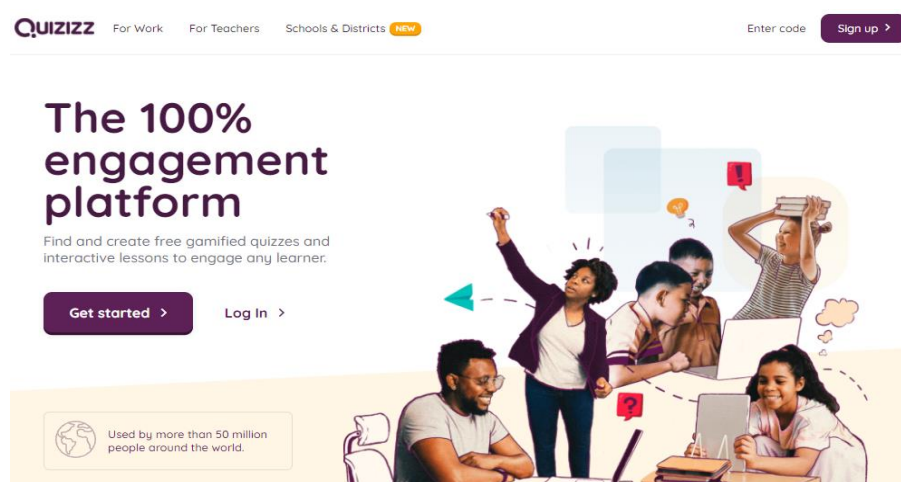 QUIZIZZ
For Work
For Teachers
Schools & Districts NEW
Enter code
Sign up
The 100%
engagement
platform
Find and create free gamified quizzes and
interactive lessons to engage any learner.
Get started
Log In
Used by more than 50 million
people around the world.